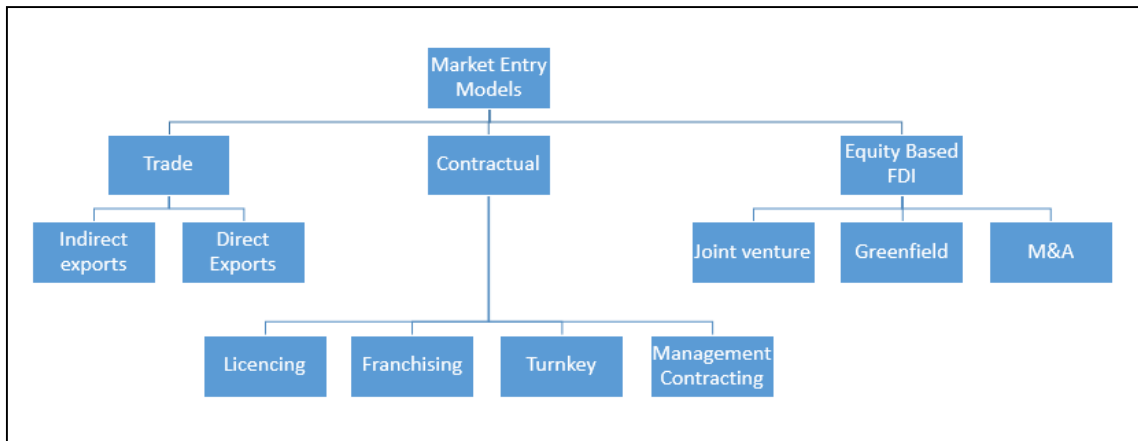 Market Entry
Models
Trade
Contractual
Equity Based
FDI
Indirect
exports
Direct
Exports
Joint venture
Greenfield
M&A
Licencing
Franchising
Turnkey
Management
Contracting